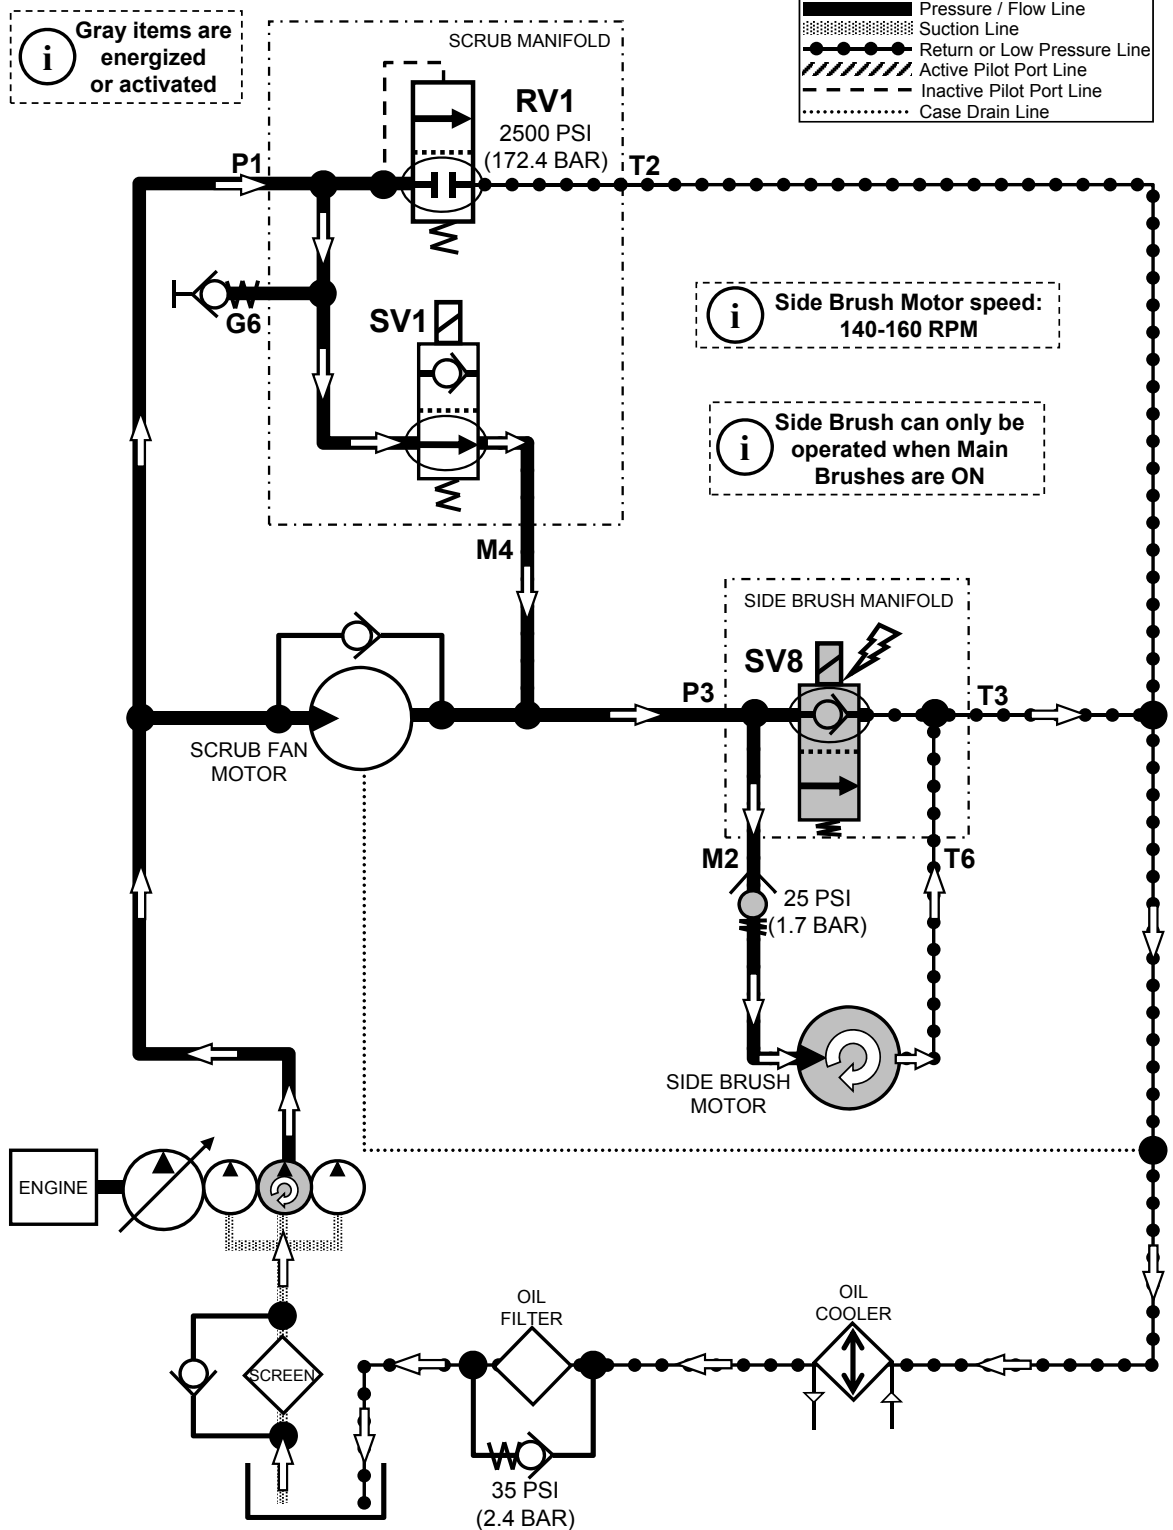 Gray items are
energized
or activated
i
SCRUB MANIFOLD
Pressure / Flow Line
Suction Line
Return or Low Pressure Line
Active Pilot Port Line
Inactive Pilot Port Line
Case Drain Line
RV1
2500 PSI
(172.4 BAR)
P1
T2
G6
SV1
i
Side Brush Motor speed:
140-160 RPM
i
Side Brush can only be
operated when Main
Brushes are ON
M4
SIDE BRUSH MANIFOLD
SV8
P3
T3
SCRUB FAN
MOTOR
M2
T6
25 PSI
(1.7 BAR)
SIDE BRUSH
MOTOR
ENGINE
OIL
FILTER
OIL
COOLER
SCREEN
35 PSI
(2.4 BAR)